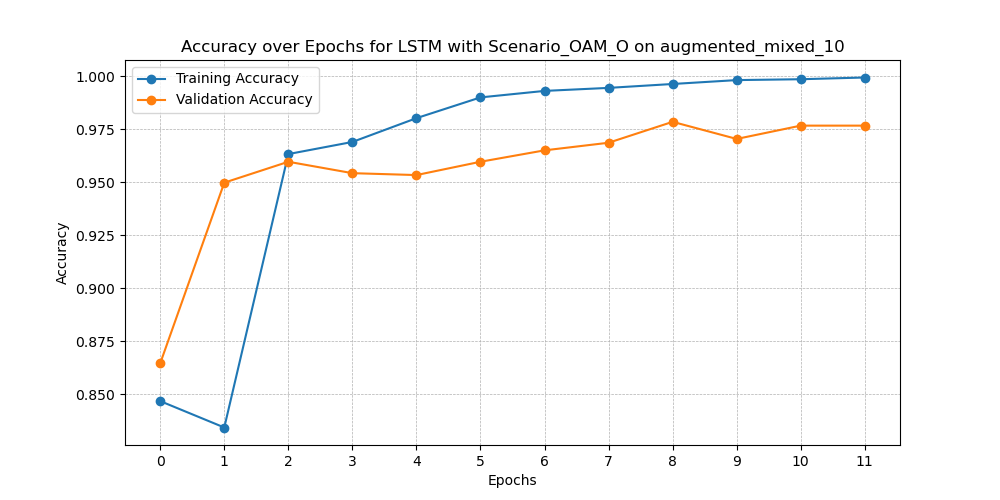 Accuracy over Epochs for LSTM with Scenario_OAM_O on augmented_mixed_10
Training Accuracy
Validation Accuracy
1.000
0.975
0.950
0.925
0.900
0.875
0.850
Accuracy
0 1 2 3 4 5 6 7 8 9 10 11
Epochs